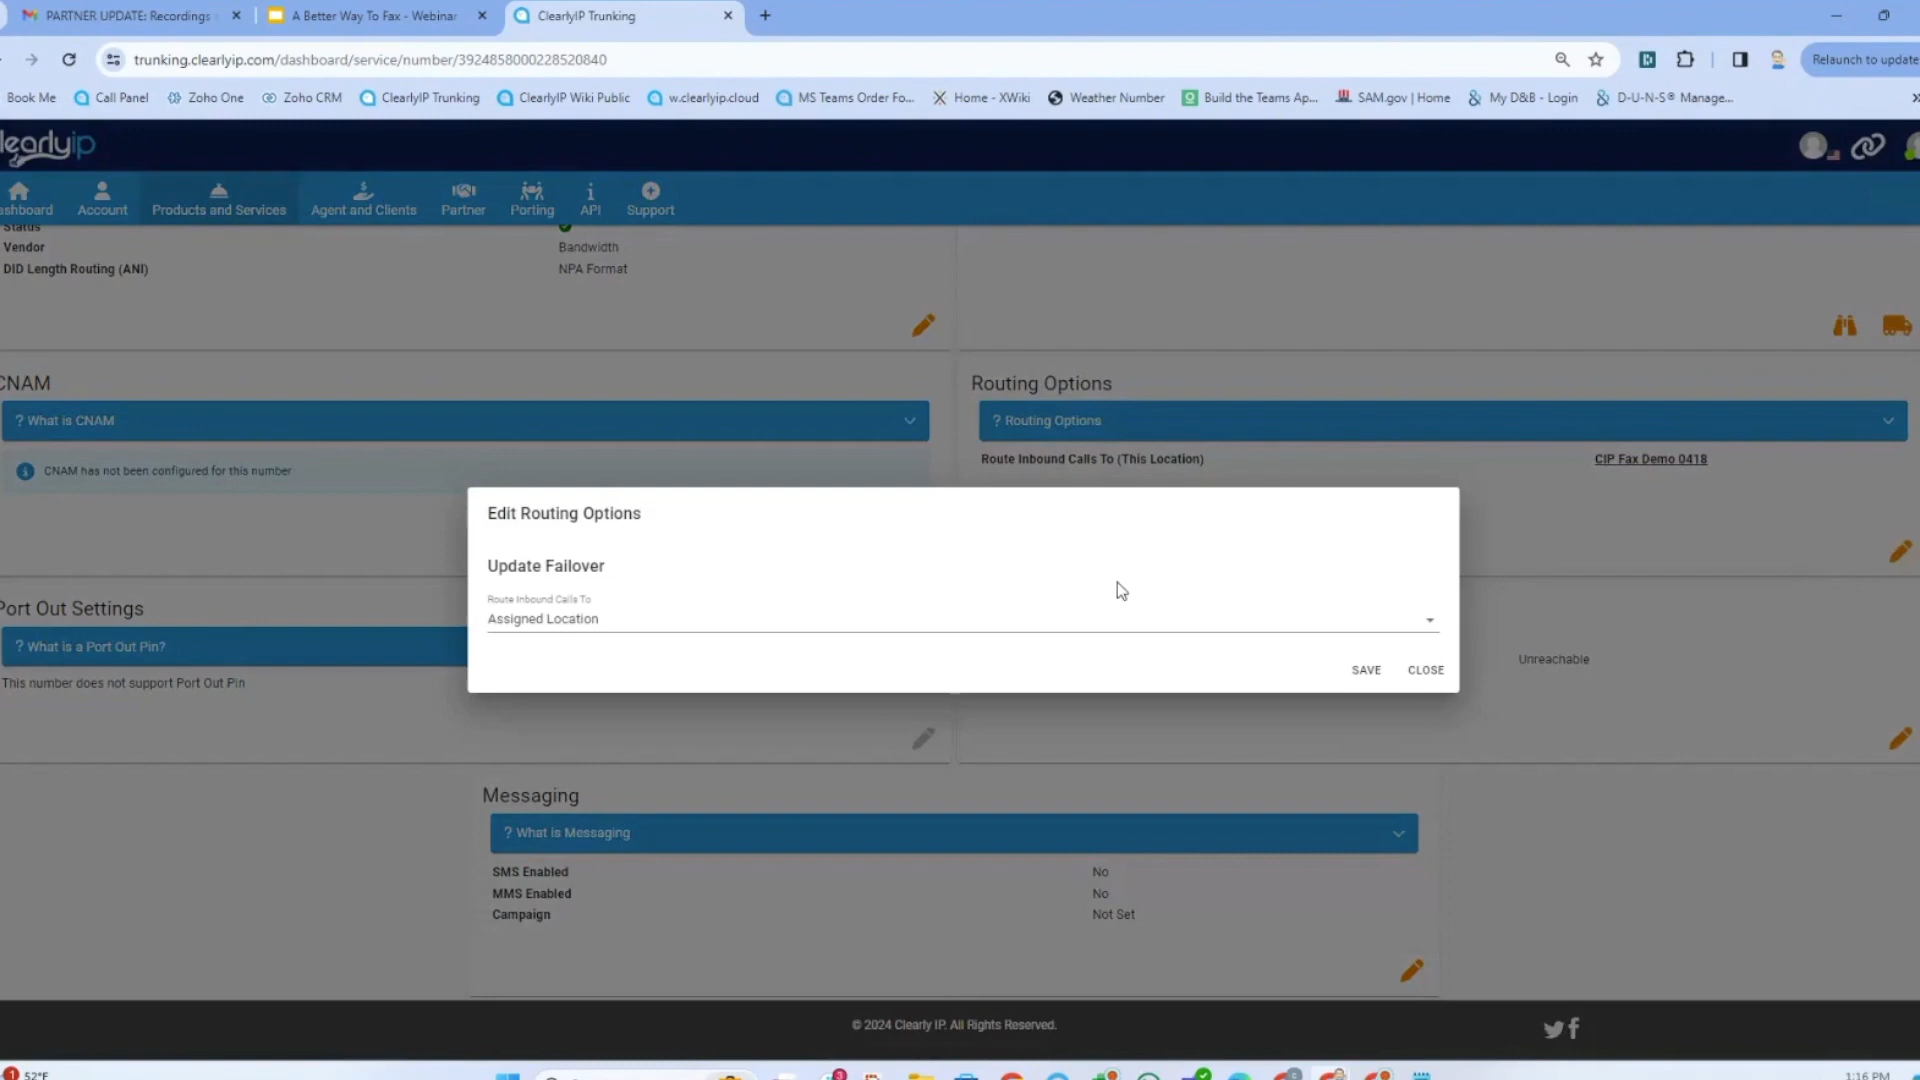 PARTNER UPDATE: Recordings
A Better Way To Fax - Webinar
ClearlyIP Trunking
trunking.clearlyip.com/dashboard/service/number/3924858000228520840
Relaunch to update
Book Me
Call Panel
Zoho One
Zoho CRM
ClearlyIP Trunking
ClearlyIP Wiki Public
w.clearlyip.cloud
MS Teams Order Fo...
Home - XWiki
Weather Number
Build the Teams Ap...
SAM.gov | Home
My D&B - Login
D-U-N-S® Manage...
learlyip
ashboard
Account
Products and Services
Agent and Clients
Partner
Porting
API
Support
Status
Vendor
Bandwidth
DID Length Routing (ANI)
NPA Format
CNAM
? What is CNAM
CNAM has not been configured for this number
Routing Options
? Routing Options
Route Inbound Calls To (This Location)
CIP Fax Demo 0418
Edit Routing Options
Update Failover
Route Inbound Calls To
Assigned Location
SAVE
CLOSE
Port Out Settings
? What is a Port Out Pin?
This number does not support Port Out Pin
Unreachable
Messaging
? What is Messaging
SMS Enabled
No
MMS Enabled
No
Campaign
Not Set
© 2024 Clearly IP. All Rights Reserved.
1
52°F
3
1:16 PM